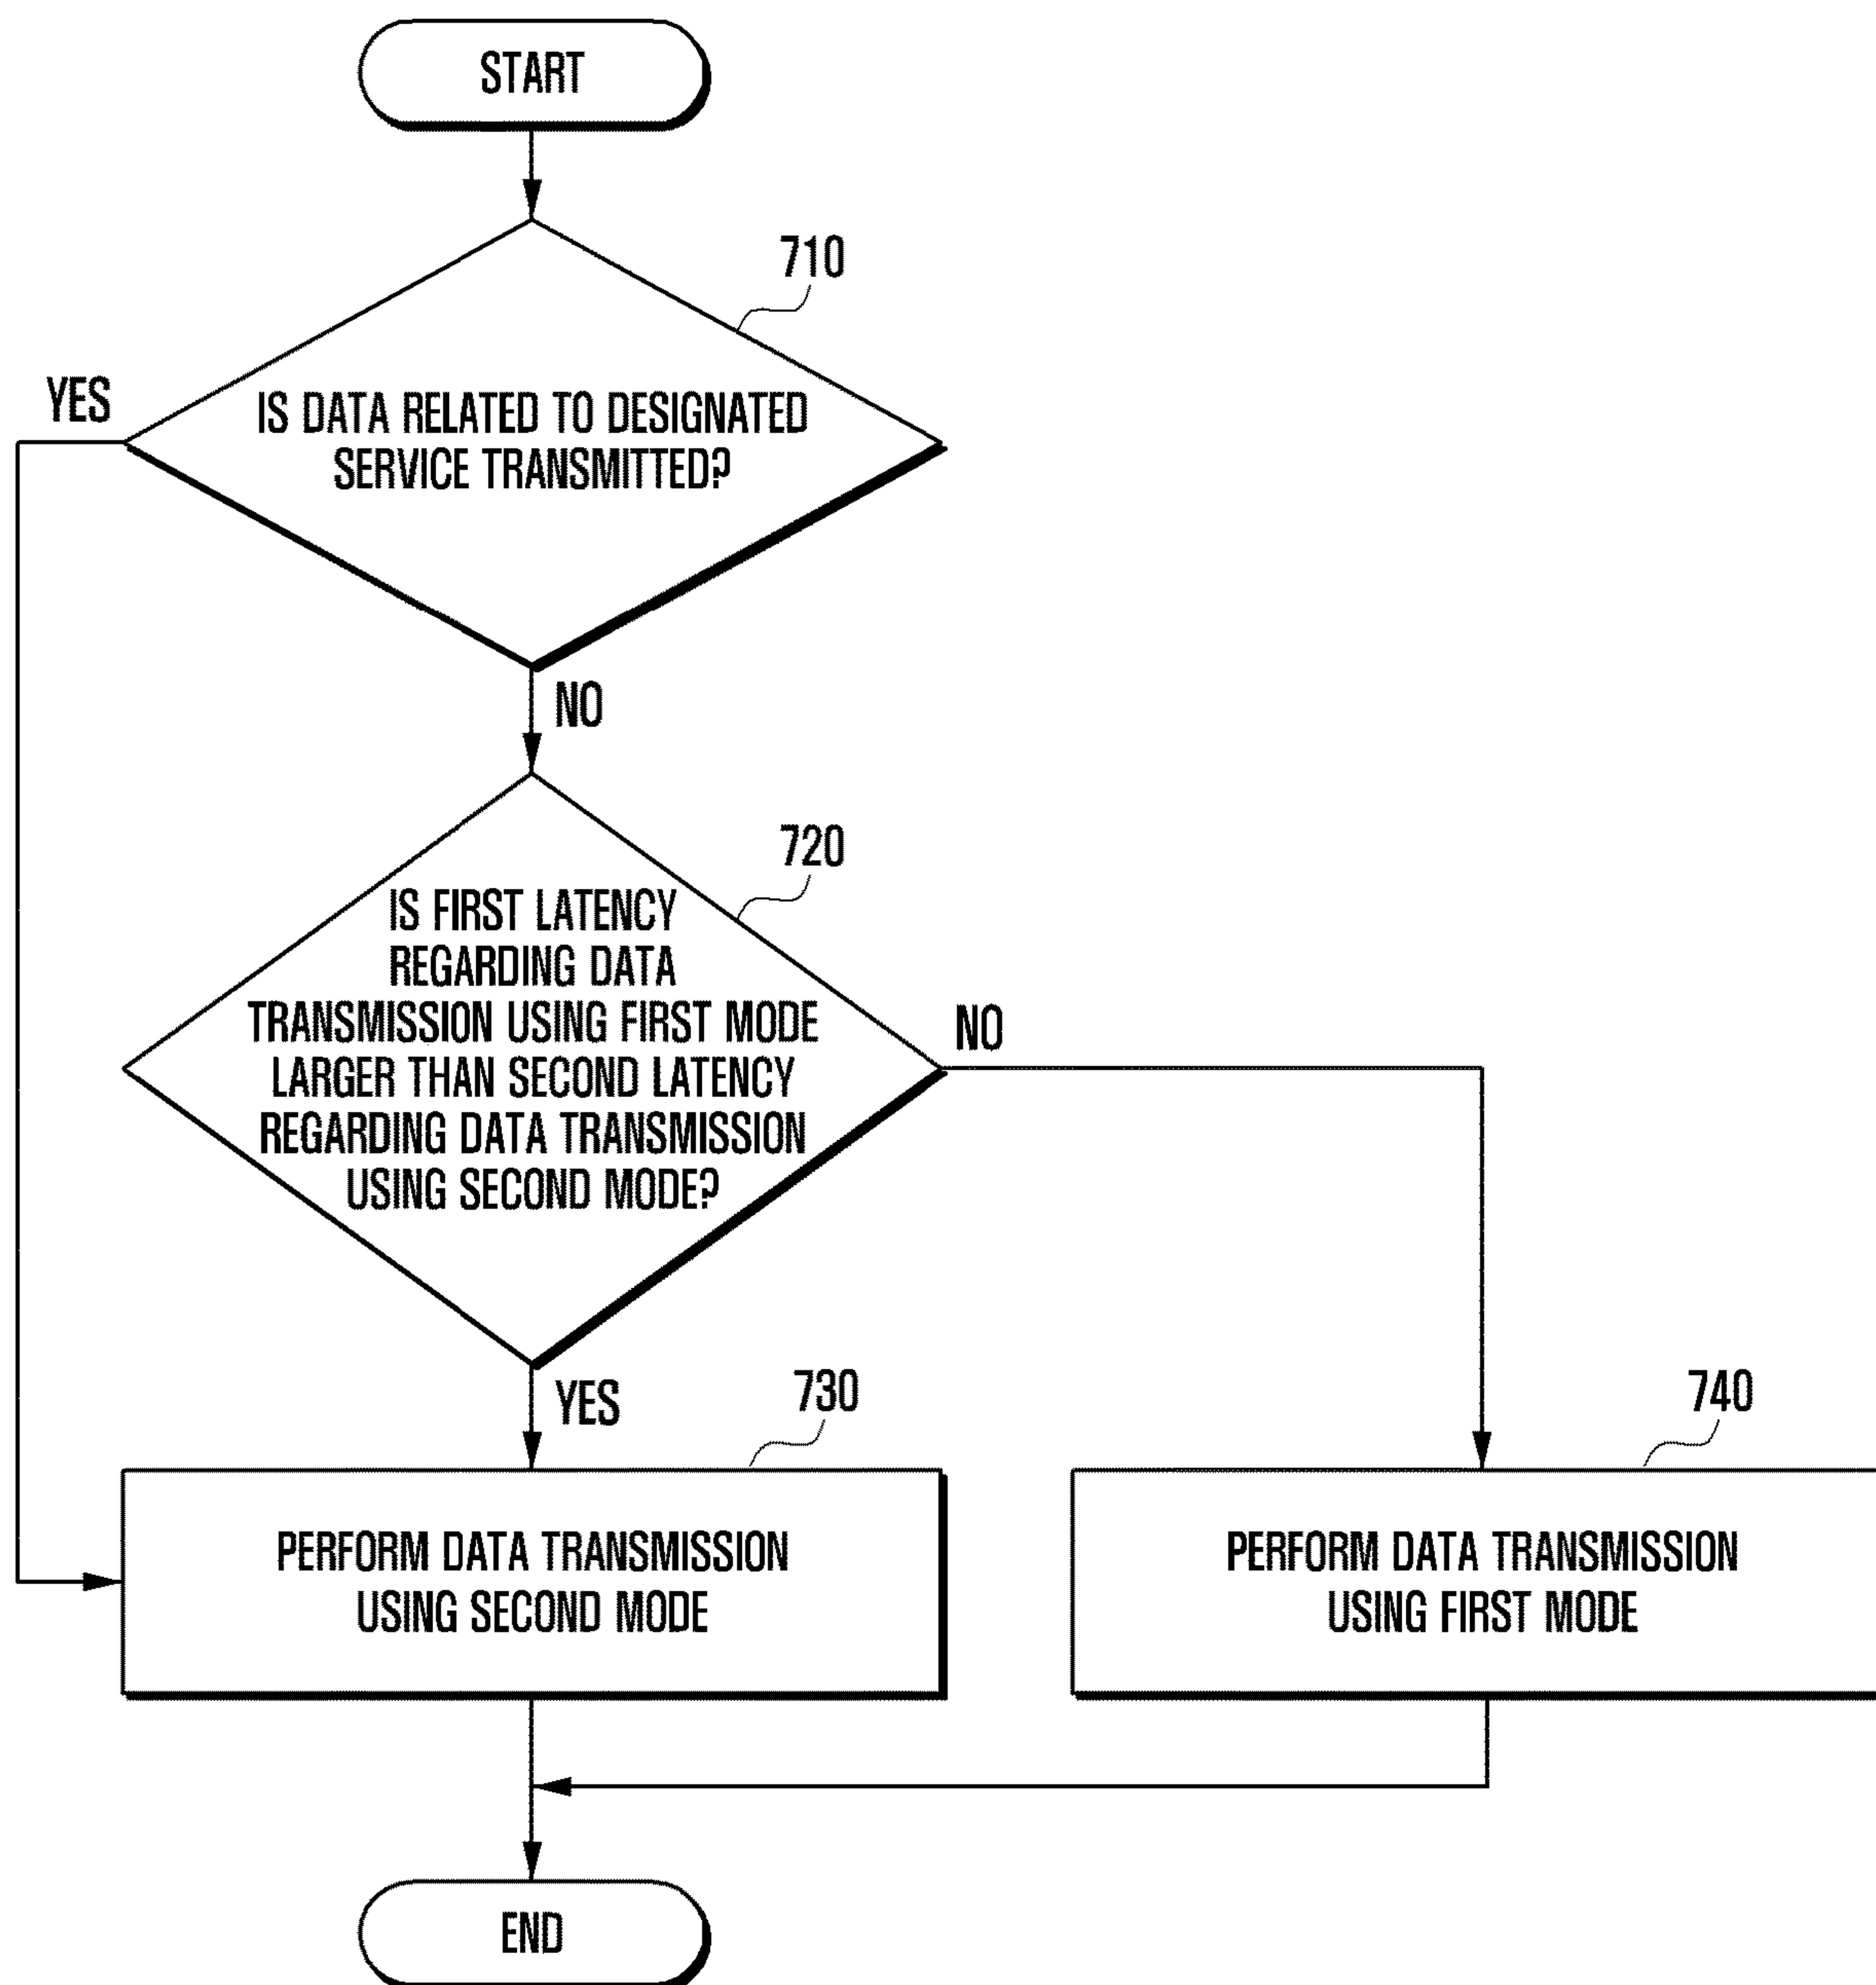 START
710
YES
IS DATA RELATED TO DESIGNATED
SERVICE TRANSMITTED?
NO
720
IS FIRST LATENCY
REGARDING DATA
TRANSMISSION USING FIRST MODE
LARGER THAN SECOND LATENCY
REGARDING DATA TRANSMISSION
USING SECOND MODE?
NO
YES
730
740
PERFORM DATA TRANSMISSION
USING SECOND MODE
PERFORM DATA TRANSMISSION
USING FIRST MODE
END